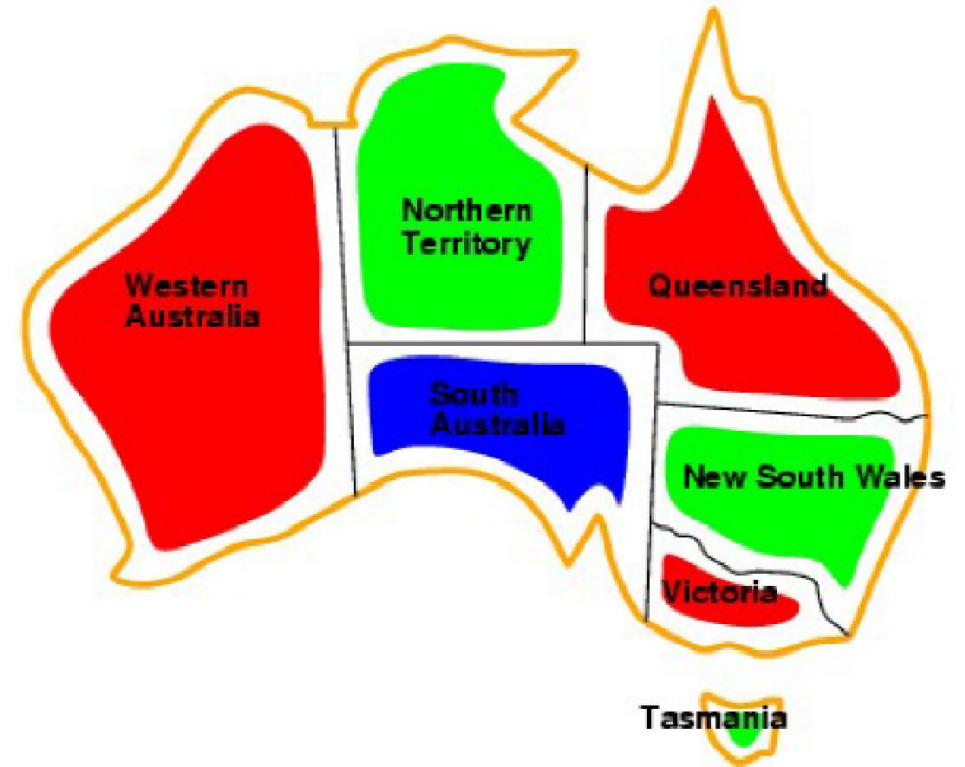 Northern
Territory
Western
Australia
Queensland
South
Australia
New South Wales
Victoria
Tasmania